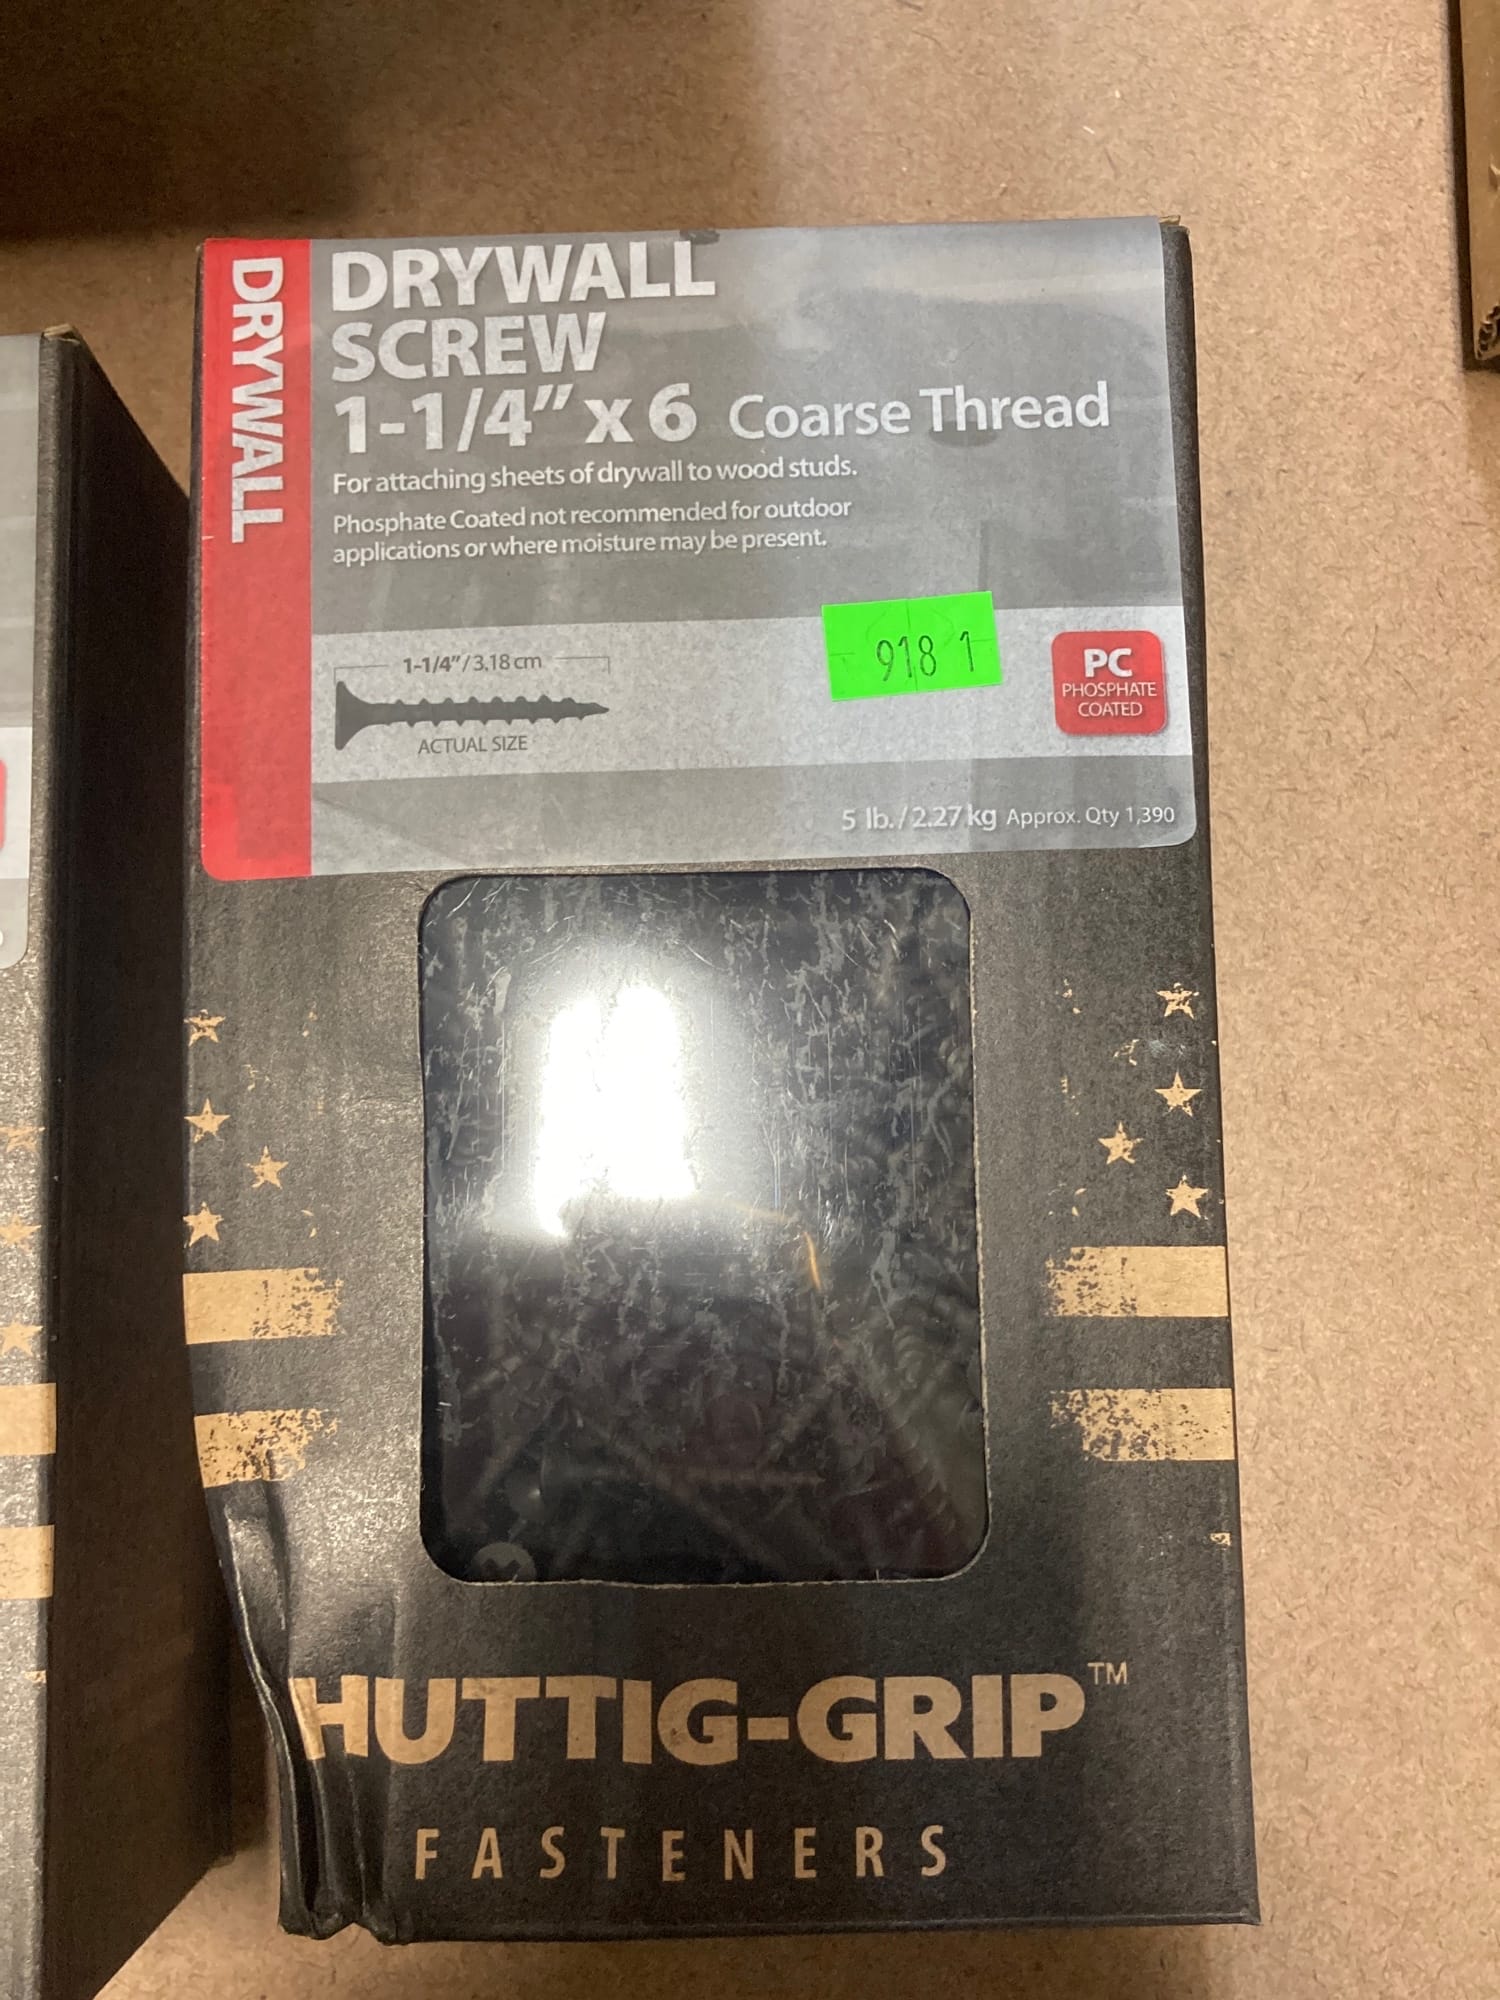 DRYWALL
DRYWALL
SCREW
1-1/4" x 6 Coarse Thread
For attaching sheets of drywall to wood studs.
Phosphate Coated not recommended for outdoor
applications or where moisture may be present.
1-1/4"/3.18 cm
ACTUAL SIZE
918 1
PC
PHOSPHATE
COATED
5 lb./2.27 kg Approx. Qty 1,390
HUTTIG-GRIP™
FASTENERS